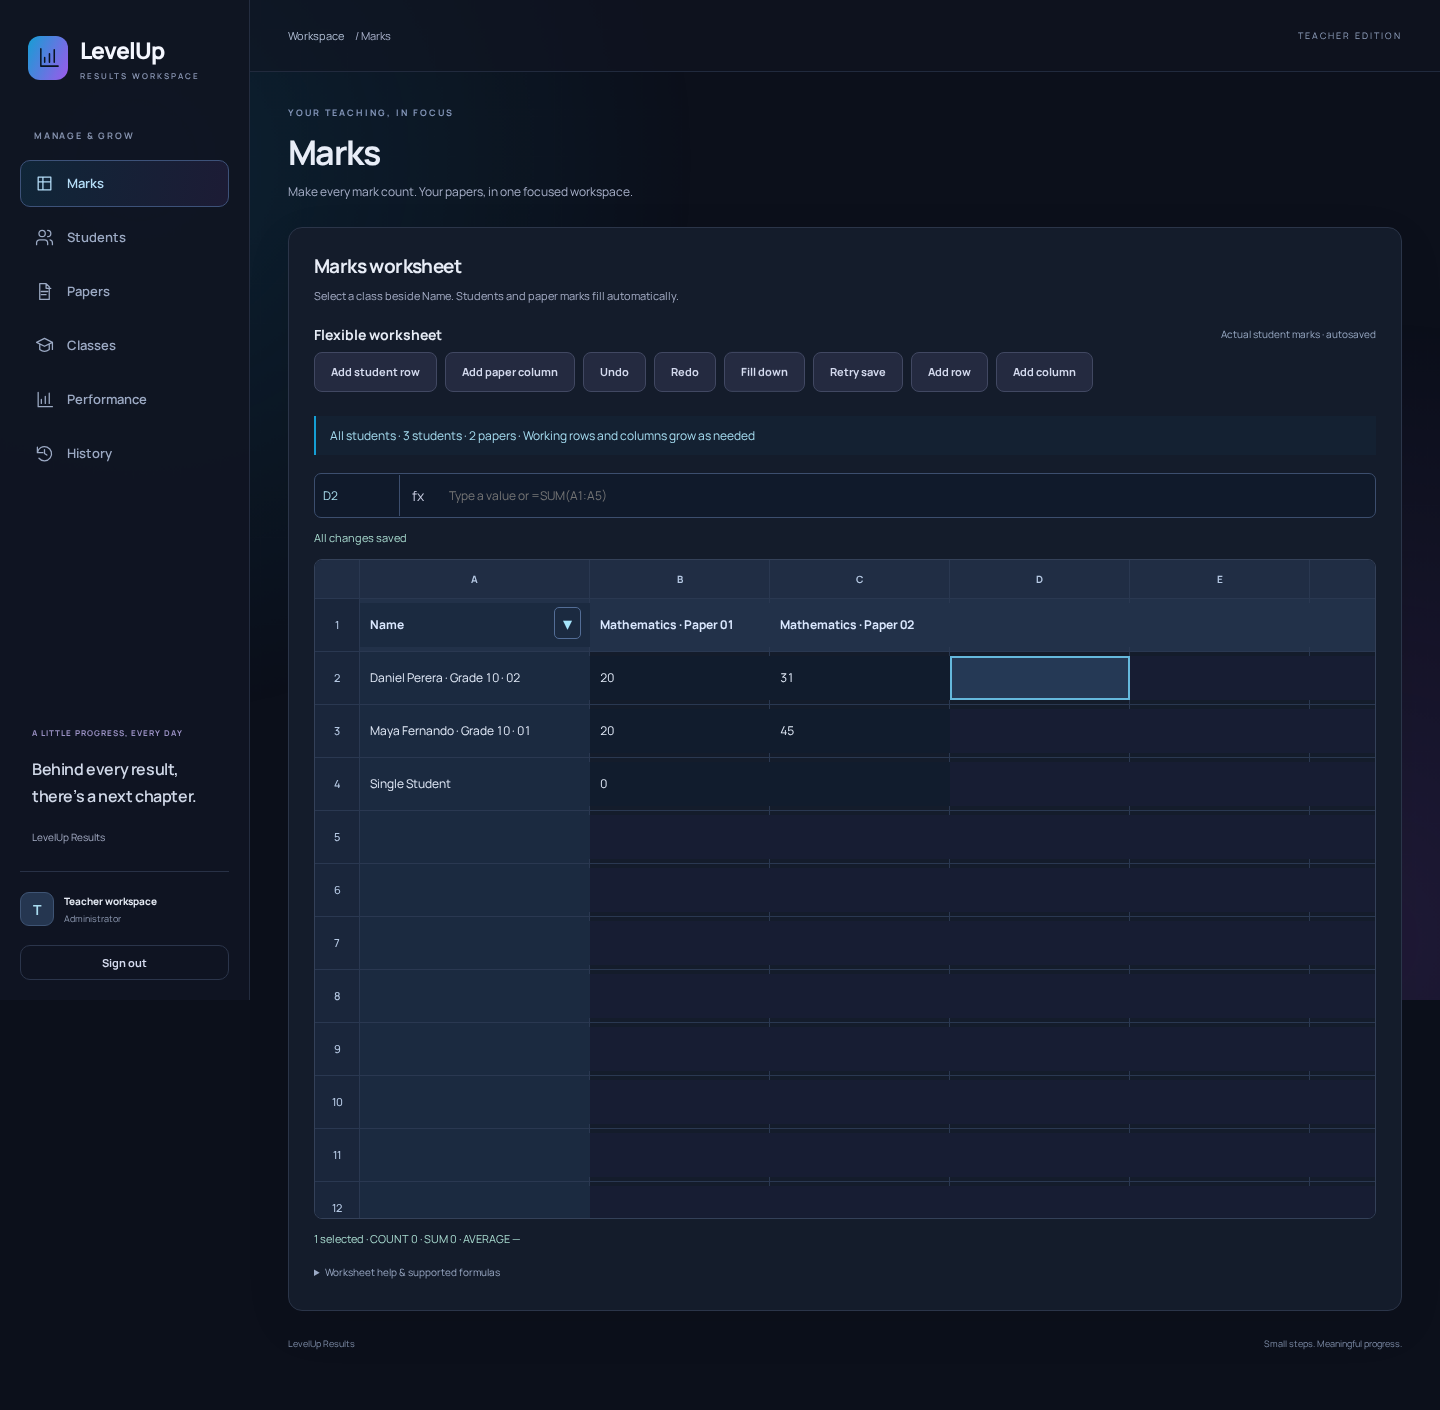 LevelUp
RESULTS WORKSPACE
MANAGE & GROW
Marks
Students
Papers
Classes
Performance
History
A LITTLE PROGRESS, EVERY DAY
Behind every result,
there's a next chapter.
LevelUp Results
T
Teacher workspace
Administrator
Sign out
Workspace / Marks
TEACHER EDITION
YOUR TEACHING, IN FOCUS
Marks
Make every mark count. Your papers, in one focused workspace.
Marks worksheet
Select a class beside Name. Students and paper marks fill automatically.
Flexible worksheet
Actual student marks · autosaved
Add student row Add paper column Undo Redo Fill down Retry save Add row Add column
All students · 3 students · 2 papers · Working rows and columns grow as needed
D2 fx Type a value or =SUM(A1:A5)
All changes saved
A B C D E
1 Name ▼ Mathematics · Paper 01 Mathematics · Paper 02
2 Daniel Perera · Grade 10 · 02 20 31
3 Maya Fernando · Grade 10 · 01 20 45
4 Single Student 0
5
6
7
8
9
10
11
12
1 selected · COUNT 0 · SUM 0 · AVERAGE —
▶ Worksheet help & supported formulas
LevelUp Results
Small steps. Meaningful progress.